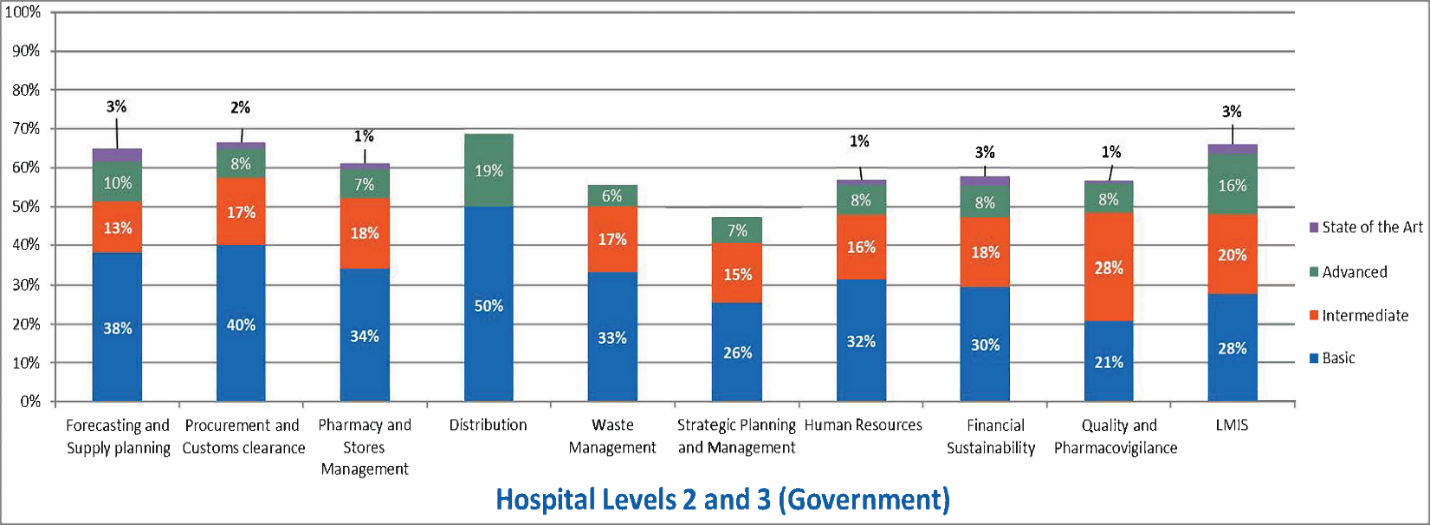 100%
90%
80%
70%
60%
50%
40%
30%
20%
10%
0%
3%
10%
13%
38%
2%
8%
17%
40%
1%
7%
18%
34%
19%
50%
6%
17%
33%
7%
15%
26%
1%
8%
16%
32%
3%
8%
18%
30%
1%
8%
28%
21%
3%
16%
20%
28%
State of the Art
Advanced
Intermediate
Basic
Forecasting and
Supply planning
Procurement and
Customs clearance
Pharmacy and
Stores
Management
Distribution
Waste
Management
Strategic Planning
and Management
Human Resources
Financial
Sustainability
Quality and
Pharmacovigilance
LMIS
Hospital Levels 2 and 3 (Government)